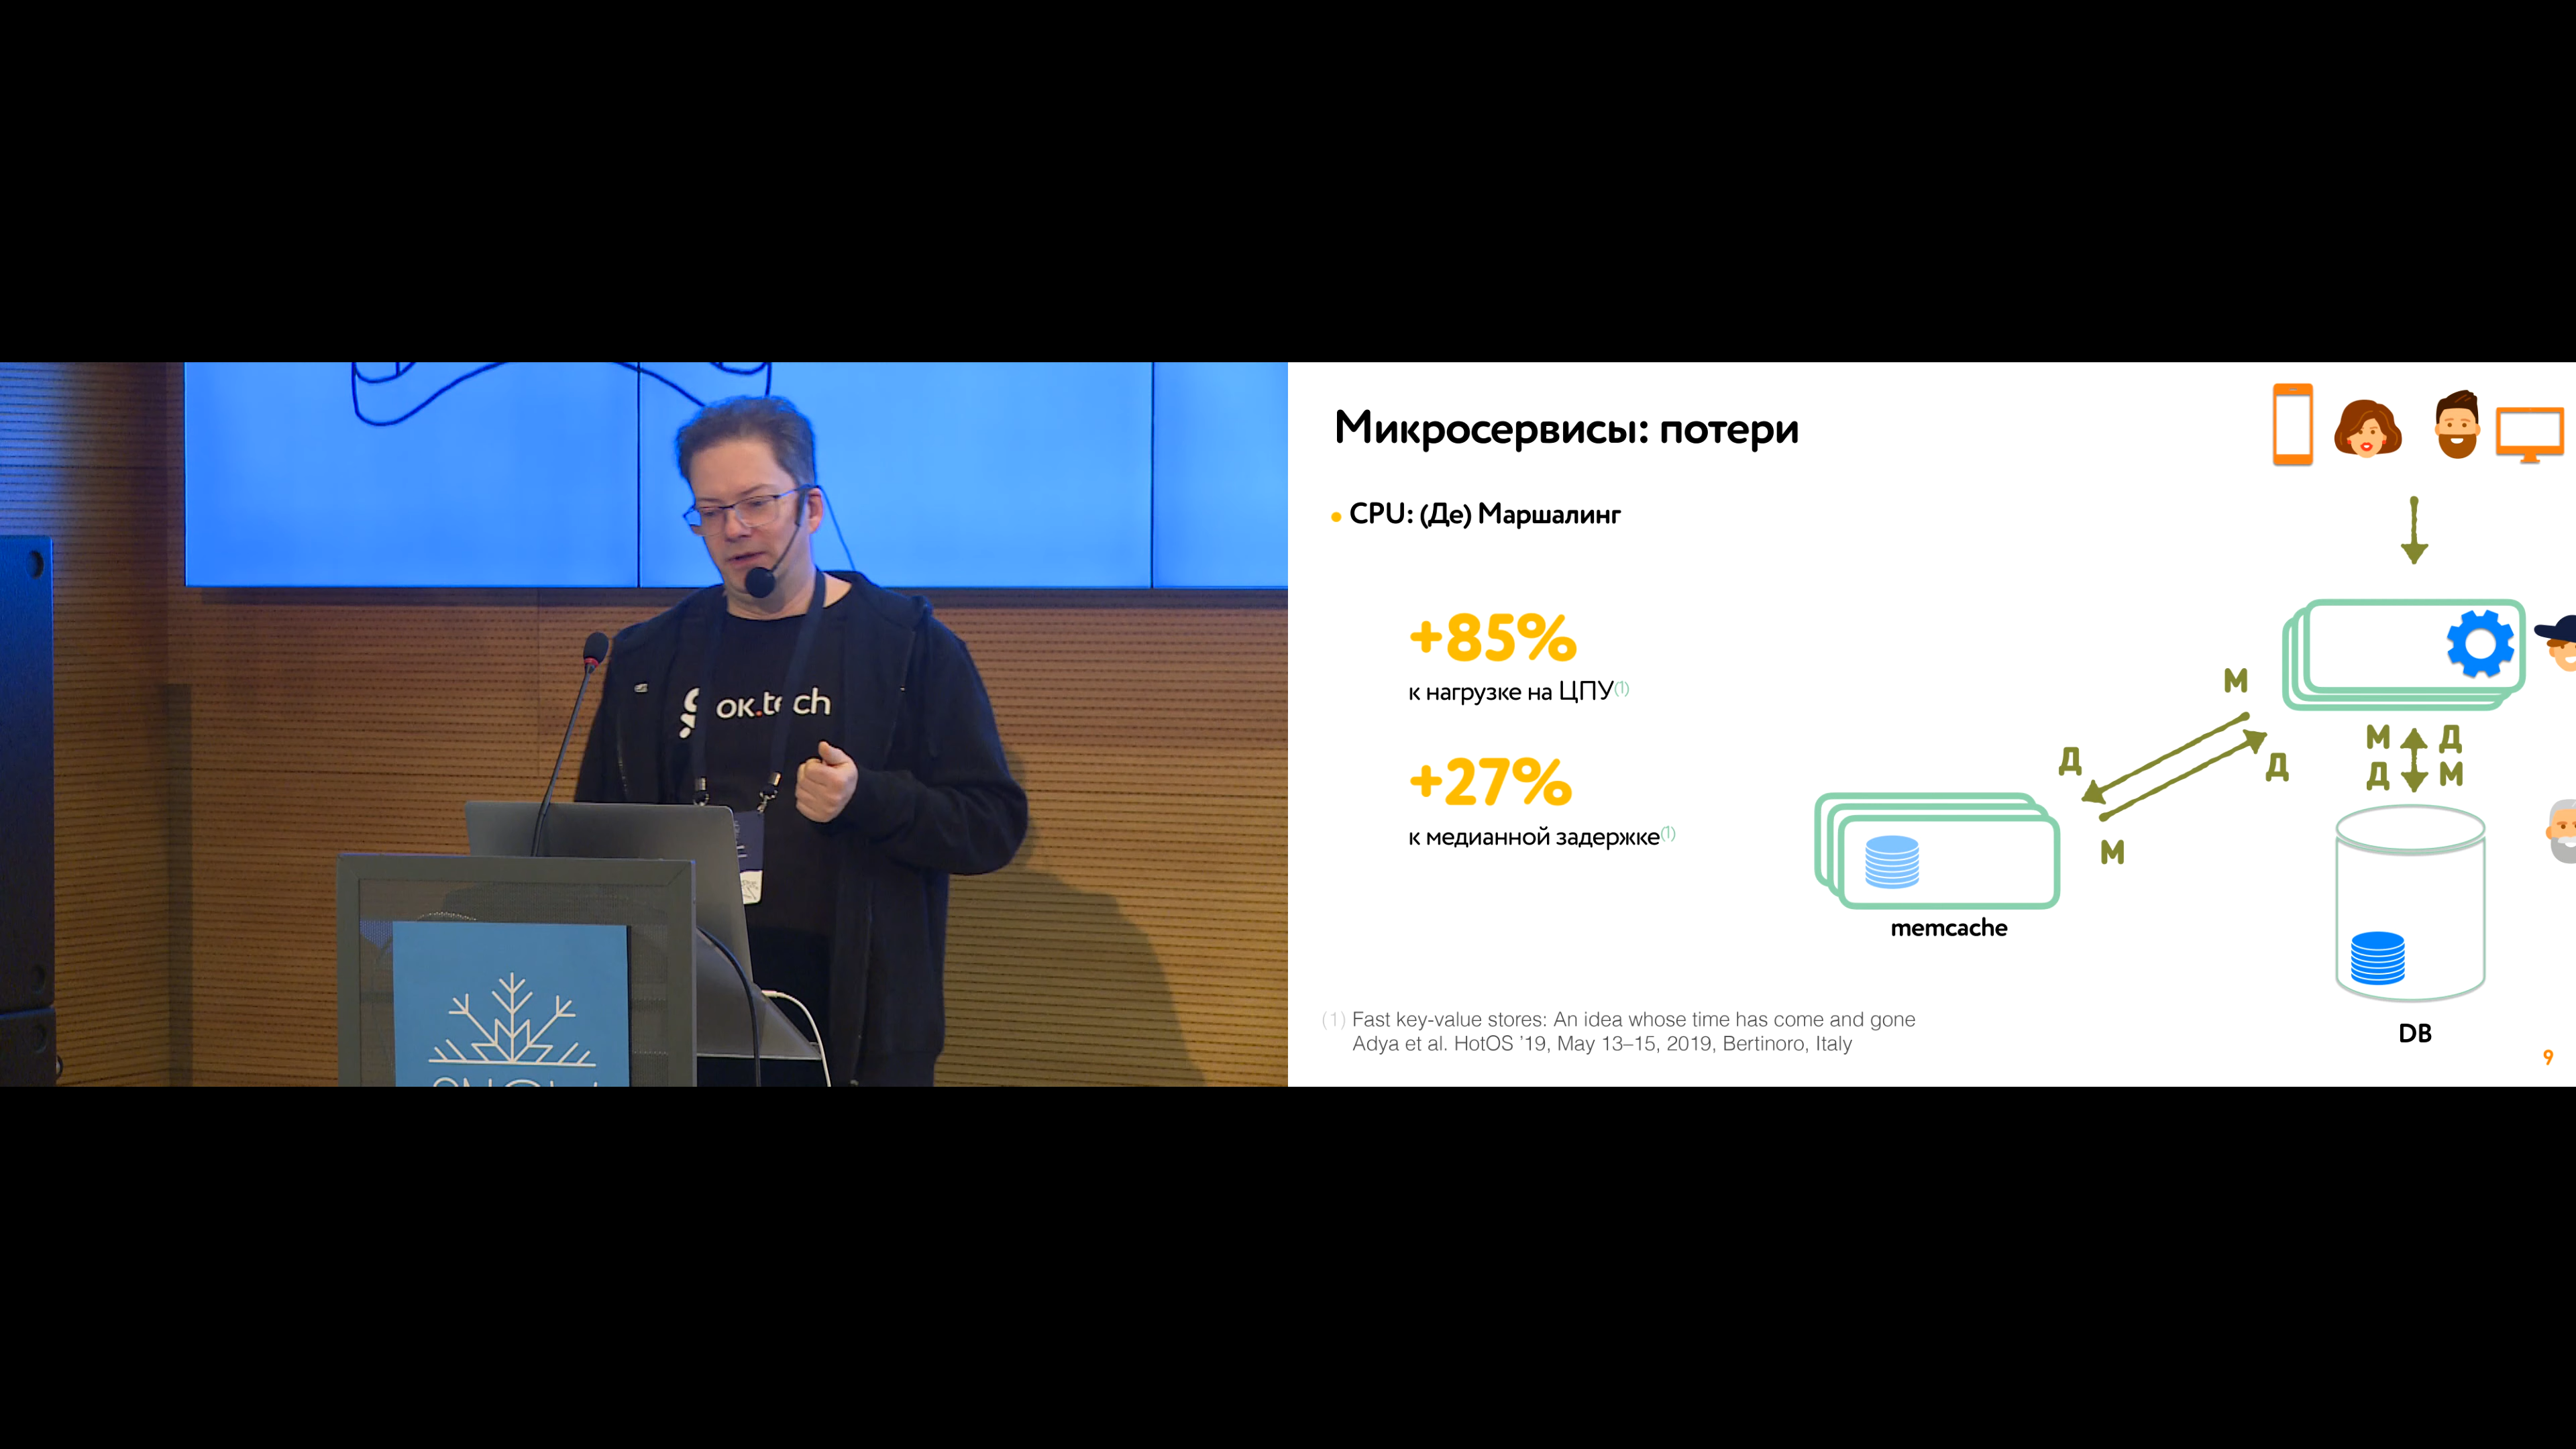 ok.tech
Микросервисы: потери
• CPU: (Де) Маршалинг
+85%
к нагрузке на ЦПУ(1)
+27%
к медианной задержке(1)
М
Д
Д
М
М Д
Д М
memcache
DB
(1) Fast key-value stores: An idea whose time has come and gone
Adya et al. HotOS ’19, May 13–15, 2019, Bertinoro, Italy
9